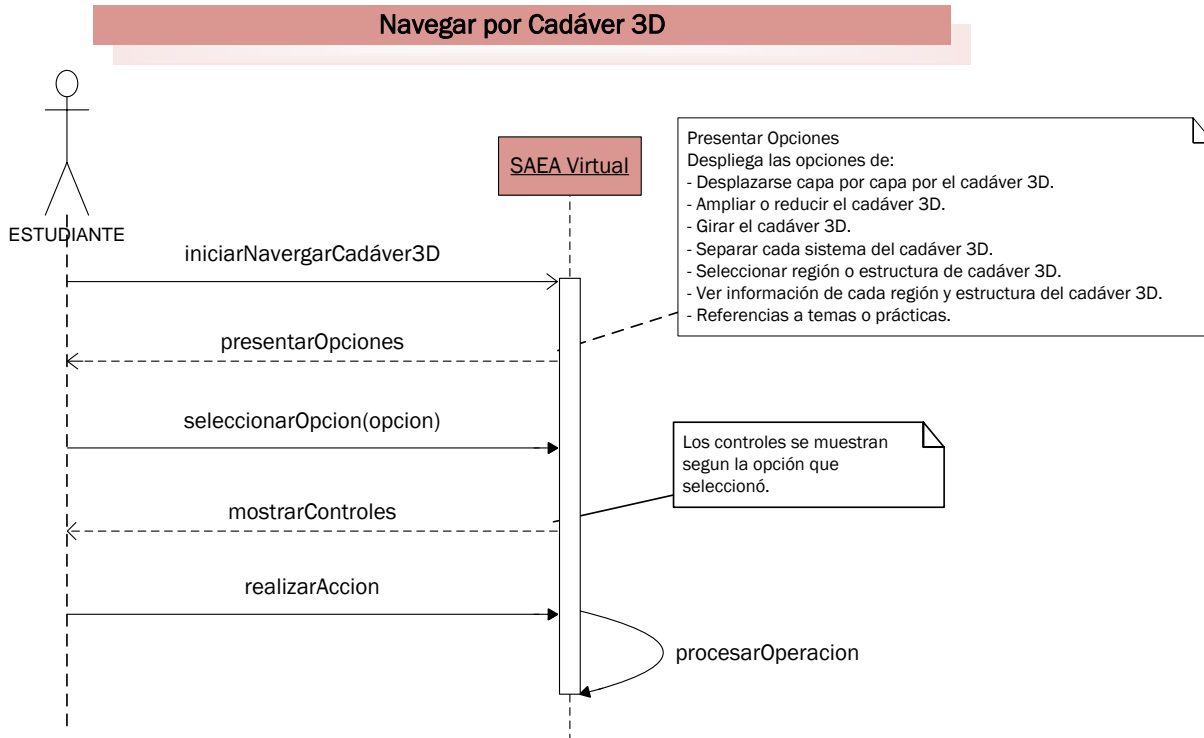 Navegar por Cadáver 3D
ESTUDIANTE
SAEA Virtual
Presentar Opciones
Despliega las opciones de:
- Desplazarse capa por capa por el cadáver 3D.
- Ampliar o reducir el cadáver 3D.
- Girar el cadáver 3D.
- Separar cada sistema del cadáver 3D.
- Seleccionar región o estructura de cadáver 3D.
- Ver información de cada región y estructura del cadáver 3D.
- Referencias a temas o prácticas.
iniciarNavergarCadáver3D
presentarOpciones
seleccionarOpcion(opcion)
Los controles se muestran
segun la opción que
seleccionó.
mostrarControles
realizarAccion
procesarOperacion